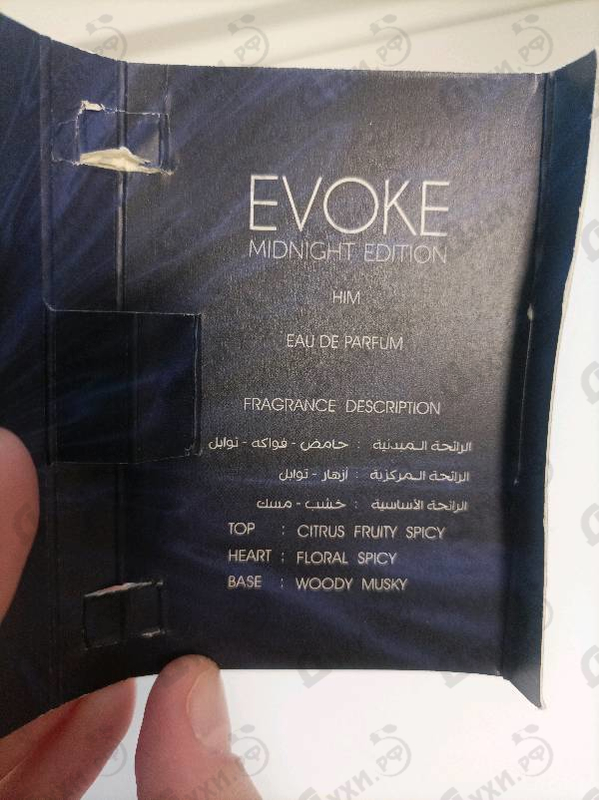 EVOKE
MIDNIGHT EDITION
HIM
EAU DE PARFUM
FRAGRANCE DESCRIPTION
الرائحة المبدئية : حامض - فواكه - توابل
الرائحة المركزية : أزهار - توابل
الرائحة الأساسية : خشب - مسك
TOP : CITRUS FRUITY SPICY
HEART : FLORAL SPICY
BASE : WOODY MUSKY